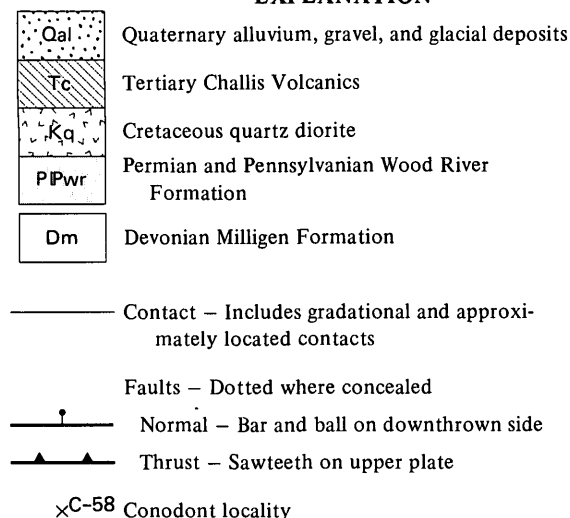 EXPLANATION
Qal Quaternary alluvium, gravel, and glacial deposits
Tc Tertiary Challis Volcanics
Kq Cretaceous quartz diorite
PIPwr Permian and Pennsylvanian Wood River
Formation
Dm Devonian Milligen Formation
Contact – Includes gradational and approxi-
mately located contacts
Faults – Dotted where concealed
Normal – Bar and ball on downthrown side
Thrust – Sawteeth on upper plate
×C-58 Conodont locality